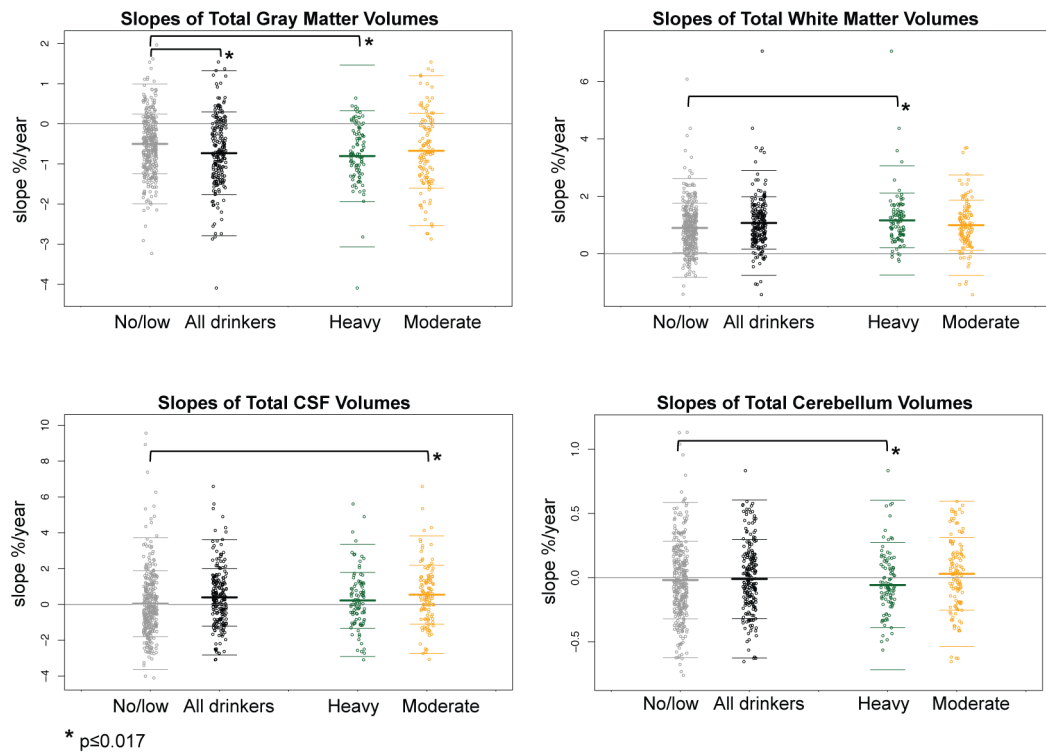 Slopes of Total Gray Matter Volumes
slope %/year
2
1
0
−1
−2
−3
−4
*
*
No/low All drinkers Heavy Moderate
Slopes of Total White Matter Volumes
slope %/year
6
4
2
0
*
No/low All drinkers Heavy Moderate
Slopes of Total CSF Volumes
slope %/year
10
8
6
4
2
0
−2
−4
*
No/low All drinkers Heavy Moderate
Slopes of Total Cerebellum Volumes
slope %/year
1.0
0.5
0.0
−0.5
*
No/low All drinkers Heavy Moderate
* p≤0.017